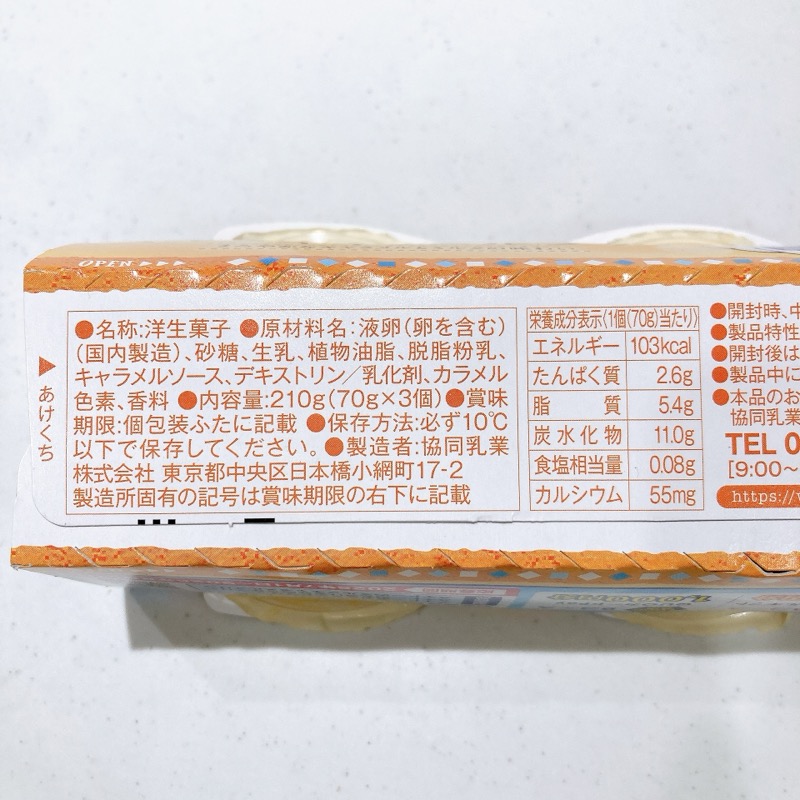 OPEN ▶▶▶
▶あけくち
●名称:洋生菓子 ●原材料名:液卵(卵を含む)
(国内製造)、砂糖、生乳、植物油脂、脱脂粉乳、
キャラメルソース、デキストリン/乳化剤、カラメル
色素、香料 ●内容量:210g(70g×3個)●賞味
期限:個包装ふたに記載 ●保存方法:必ず10℃
以下で保存してください。●製造者:協同乳業
株式会社 東京都中央区日本橋小網町17-2
製造所固有の記号は賞味期限の右下に記載
栄養成分表示(1個(70g)当たり)
エネルギー 103kcal
たんぱく質 2.6g
脂質 5.4g
炭水化物 11.0g
食塩相当量 0.08g
カルシウム 55mg
●開封時、中
●製品特性
●開封後は
●製品中に
●本品のお
協同乳業
TEL 0
[9:00〜
https://w